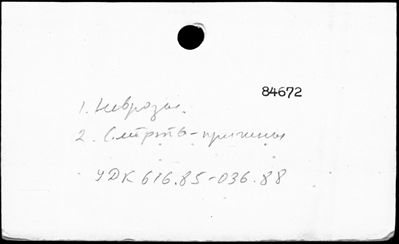 84672
1. Неврозы.
2. Смерть - причины
УДК 616.85-036.88